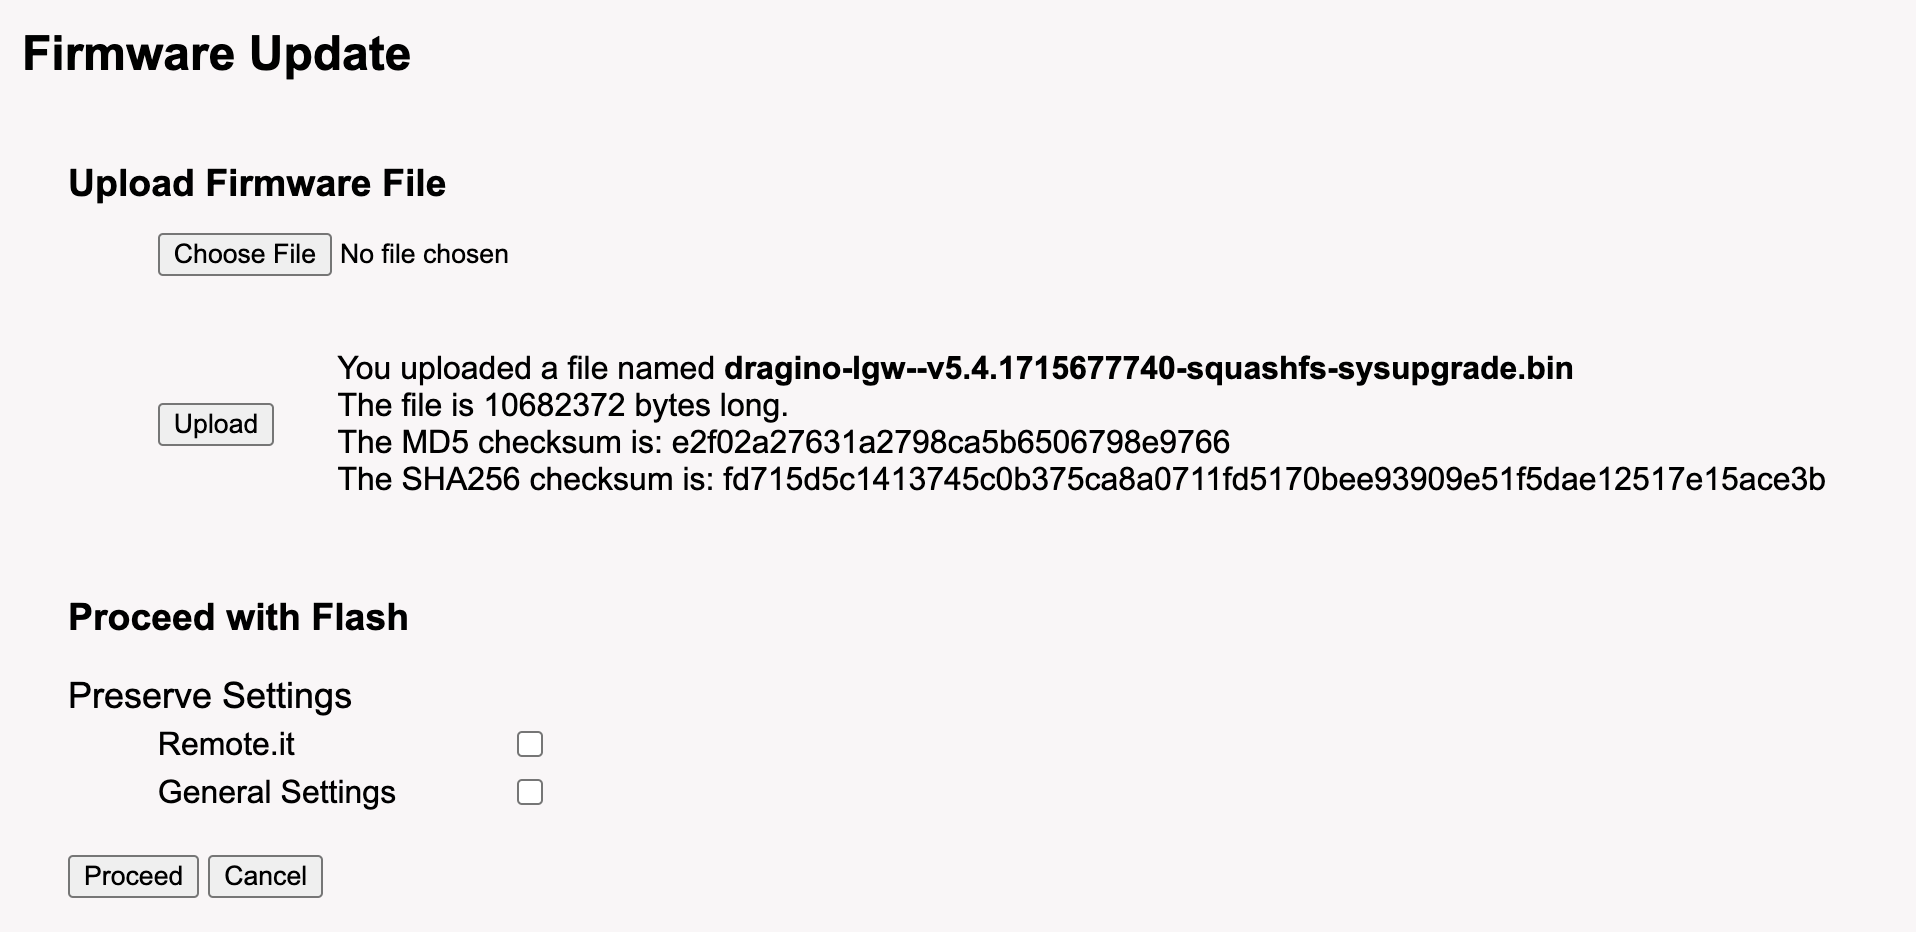 Firmware Update
Upload Firmware File
Choose File No file chosen
You uploaded a file named dragino-lgw--v5.4.1715677740-squashfs-sysupgrade.bin
The file is 10682372 bytes long.
Upload
The MD5 checksum is: e2f02a27631a2798ca5b6506798e9766
The SHA256 checksum is: fd715d5c1413745c0b375ca8a0711fd5170bee93909e51f5dae12517e15ace3b
Proceed with Flash
Preserve Settings
Remote.it
General Settings
Proceed Cancel